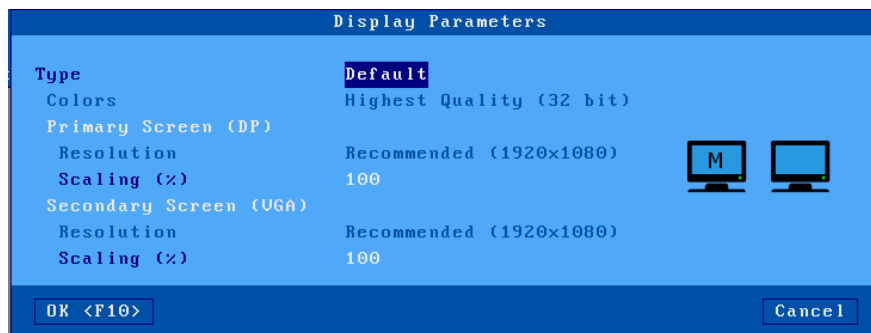 Display Parameters
Type Default
Colors Highest Quality (32 bit)
Primary Screen (DP)
Resolution Recommended (1920x1080)
Scaling (%) 100
M
Secondary Screen (VGA)
Resolution Recommended (1920x1080)
Scaling (%) 100
OK <F10> Cancel